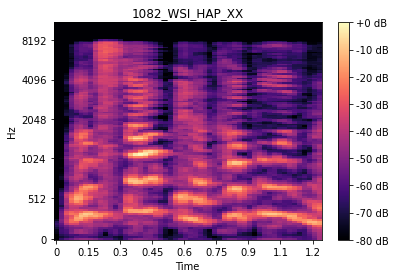 1082_WSI_HAP_XX
+0 dB
8192
-10 dB
4096
-20 dB
-30 dB
2048
Hz
-40 dB
1024
-50 dB
512
-60 dB
-70 dB
0
-80 dB
0 0.15 0.3 0.45 0.6 0.75 0.9 1.1 1.2
Time